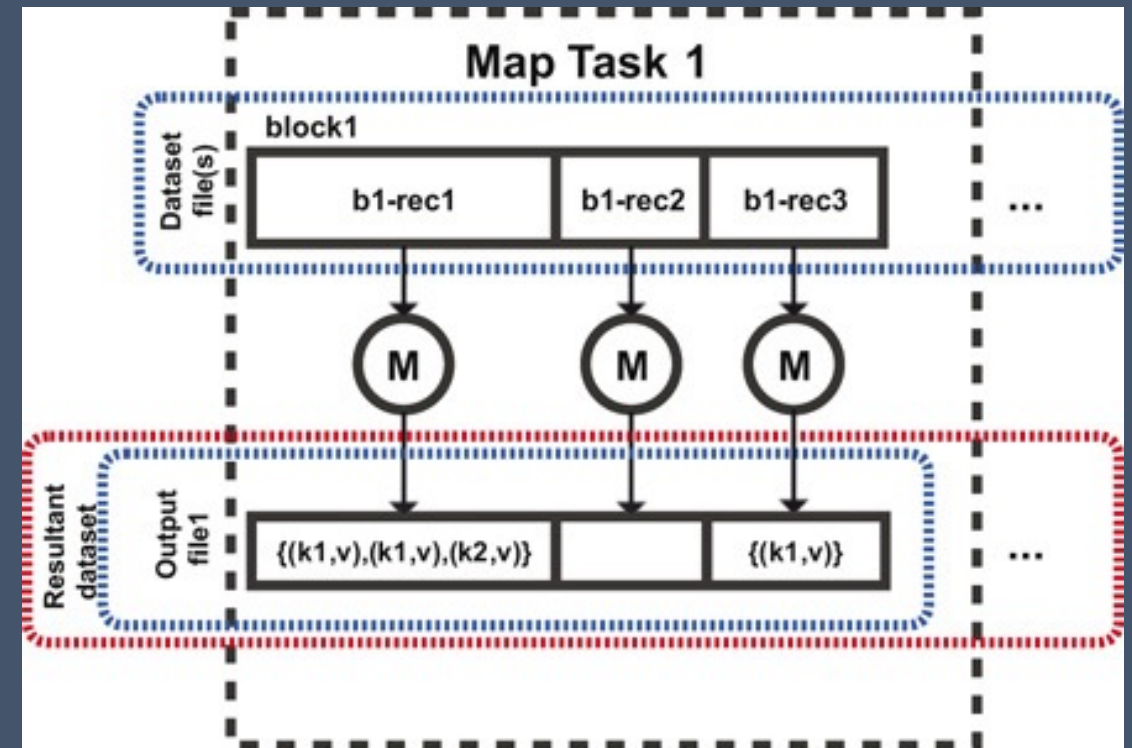 Map Task 1
Dataset
file(s)
block1
b1-rec1
b1-rec2
b1-rec3
...
M
M
M
Resultant
dataset
Output
file1
{(k1,v),(k1,v),(k2,v)}
{(k1,v)}
...